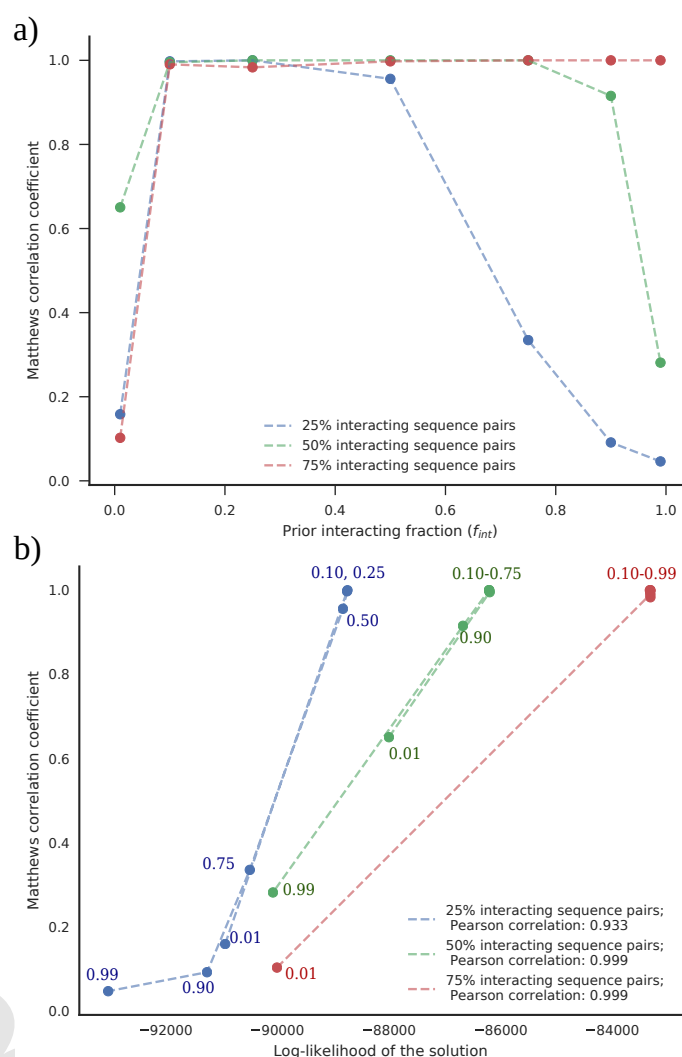 a)
1.0
0.8
0.6
0.4
0.2
0.0
Matthews correlation coefficient
25% interacting sequence pairs
50% interacting sequence pairs
75% interacting sequence pairs
0.0 0.2 0.4 0.6 0.8 1.0
Prior interacting fraction (f_int)
b)
0.10, 0.25 0.10-0.75 0.10-0.99
1.0
0.50
0.90
0.8
0.6
0.01
0.4
0.75
0.99
0.2
0.01
0.01
0.99
0.90
0.0
Matthews correlation coefficient
25% interacting sequence pairs;
Pearson correlation: 0.933
50% interacting sequence pairs;
Pearson correlation: 0.999
75% interacting sequence pairs;
Pearson correlation: 0.999
−92000 −90000 −88000 −86000 −84000
Log-likelihood of the solution